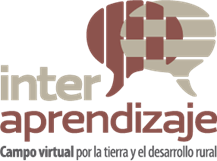 inter
aprendizaje
Campo virtual por la tierra y el desarrollo rural